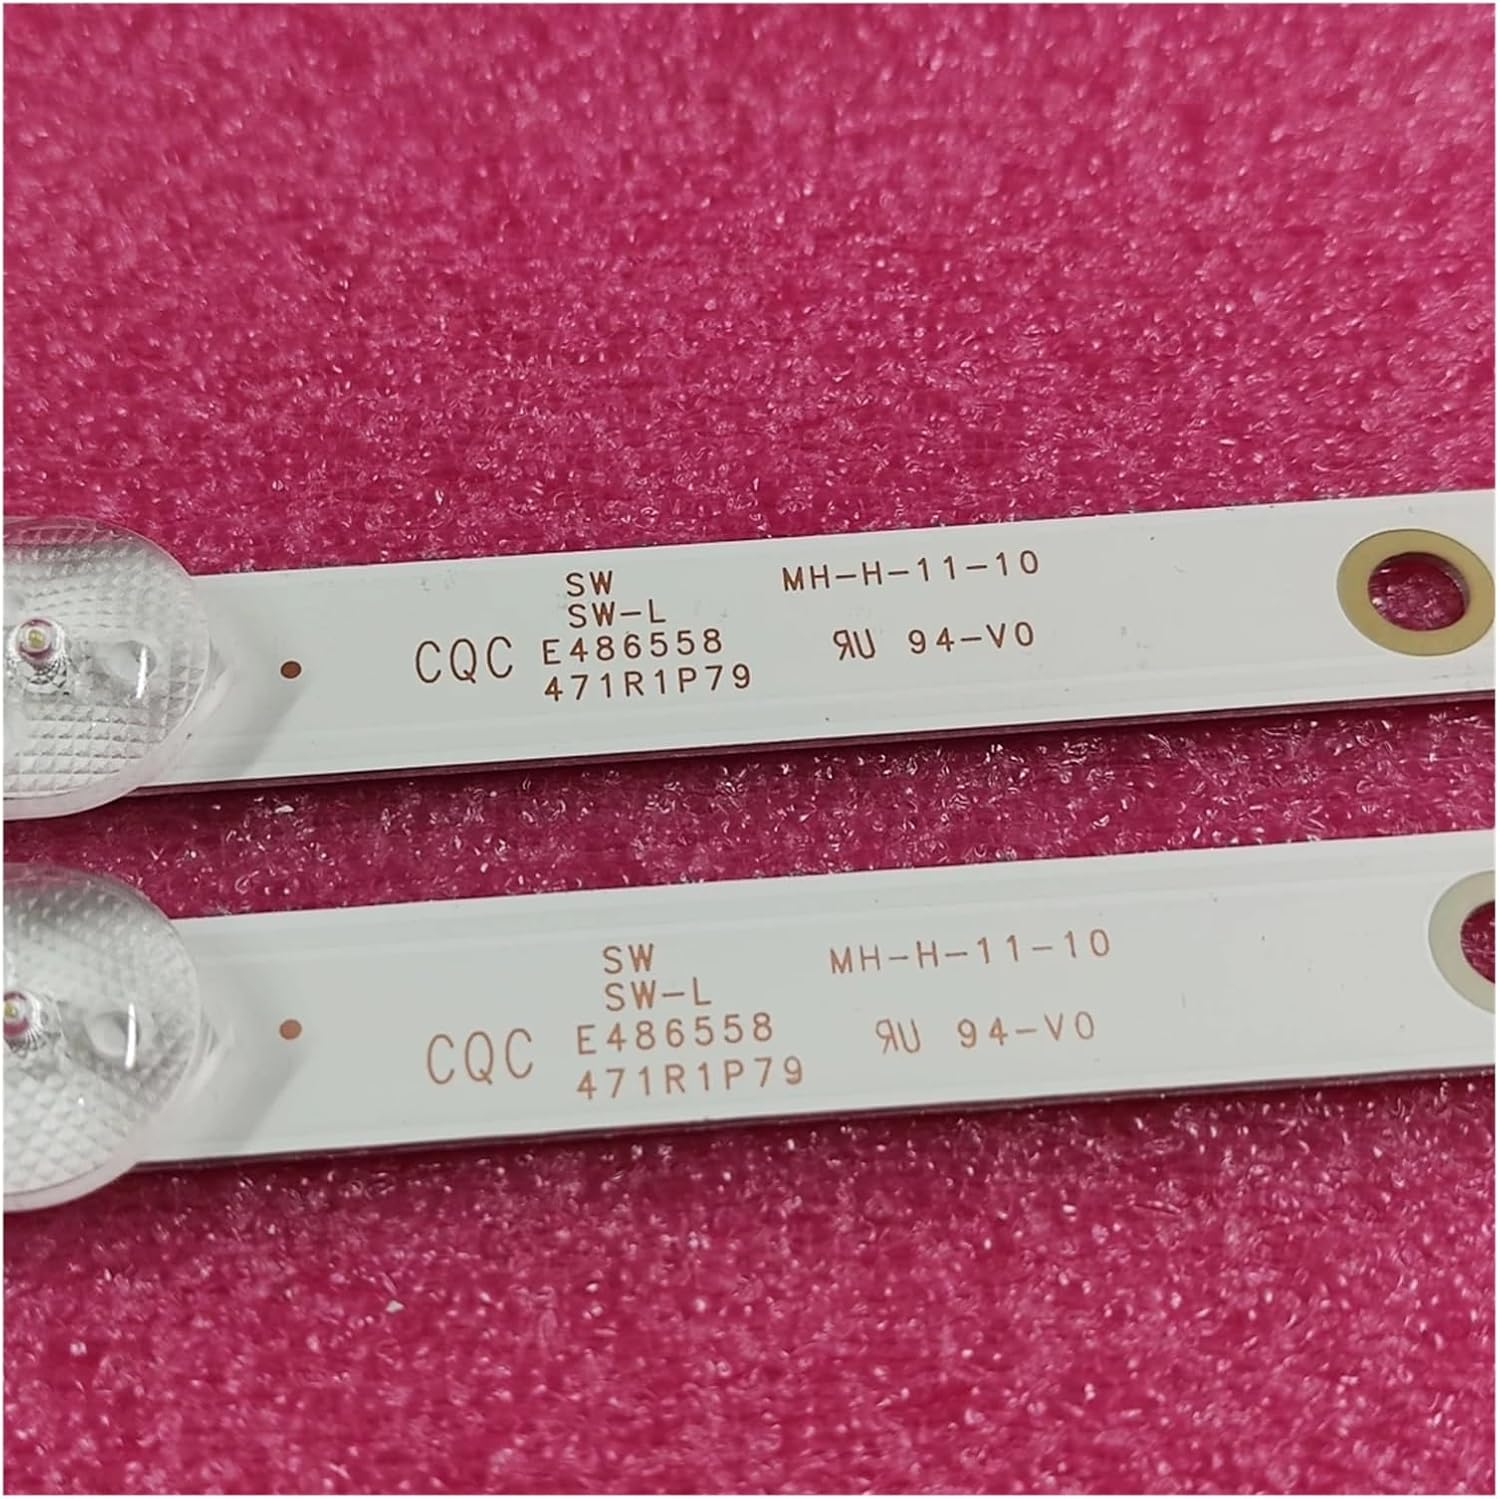 SW
SW-L
CQC E486558
471R1P79
MH-H-11-10
ЯU 94-V0
SW
SW-L
CQC E486558
471R1P79
MH-H-11-10
ЯU 94-V0